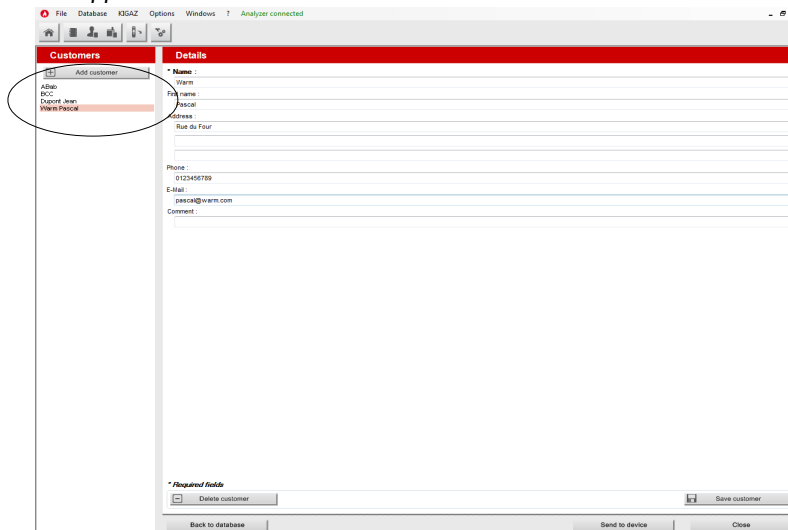 File Database KIGAZ Options Windows ? Analyzer connected
Customers
Add customer
ABab
BCC
Dupont Jean
Warm Pascal
Details
* Name :
Warm
First name :
Pascal
Address :
Rue du Four
Phone :
0123456789
E-Mail :
pascal@warm.com
Comment :
* Required fields
Delete customer
Save customer
Back to database
Send to device
Close